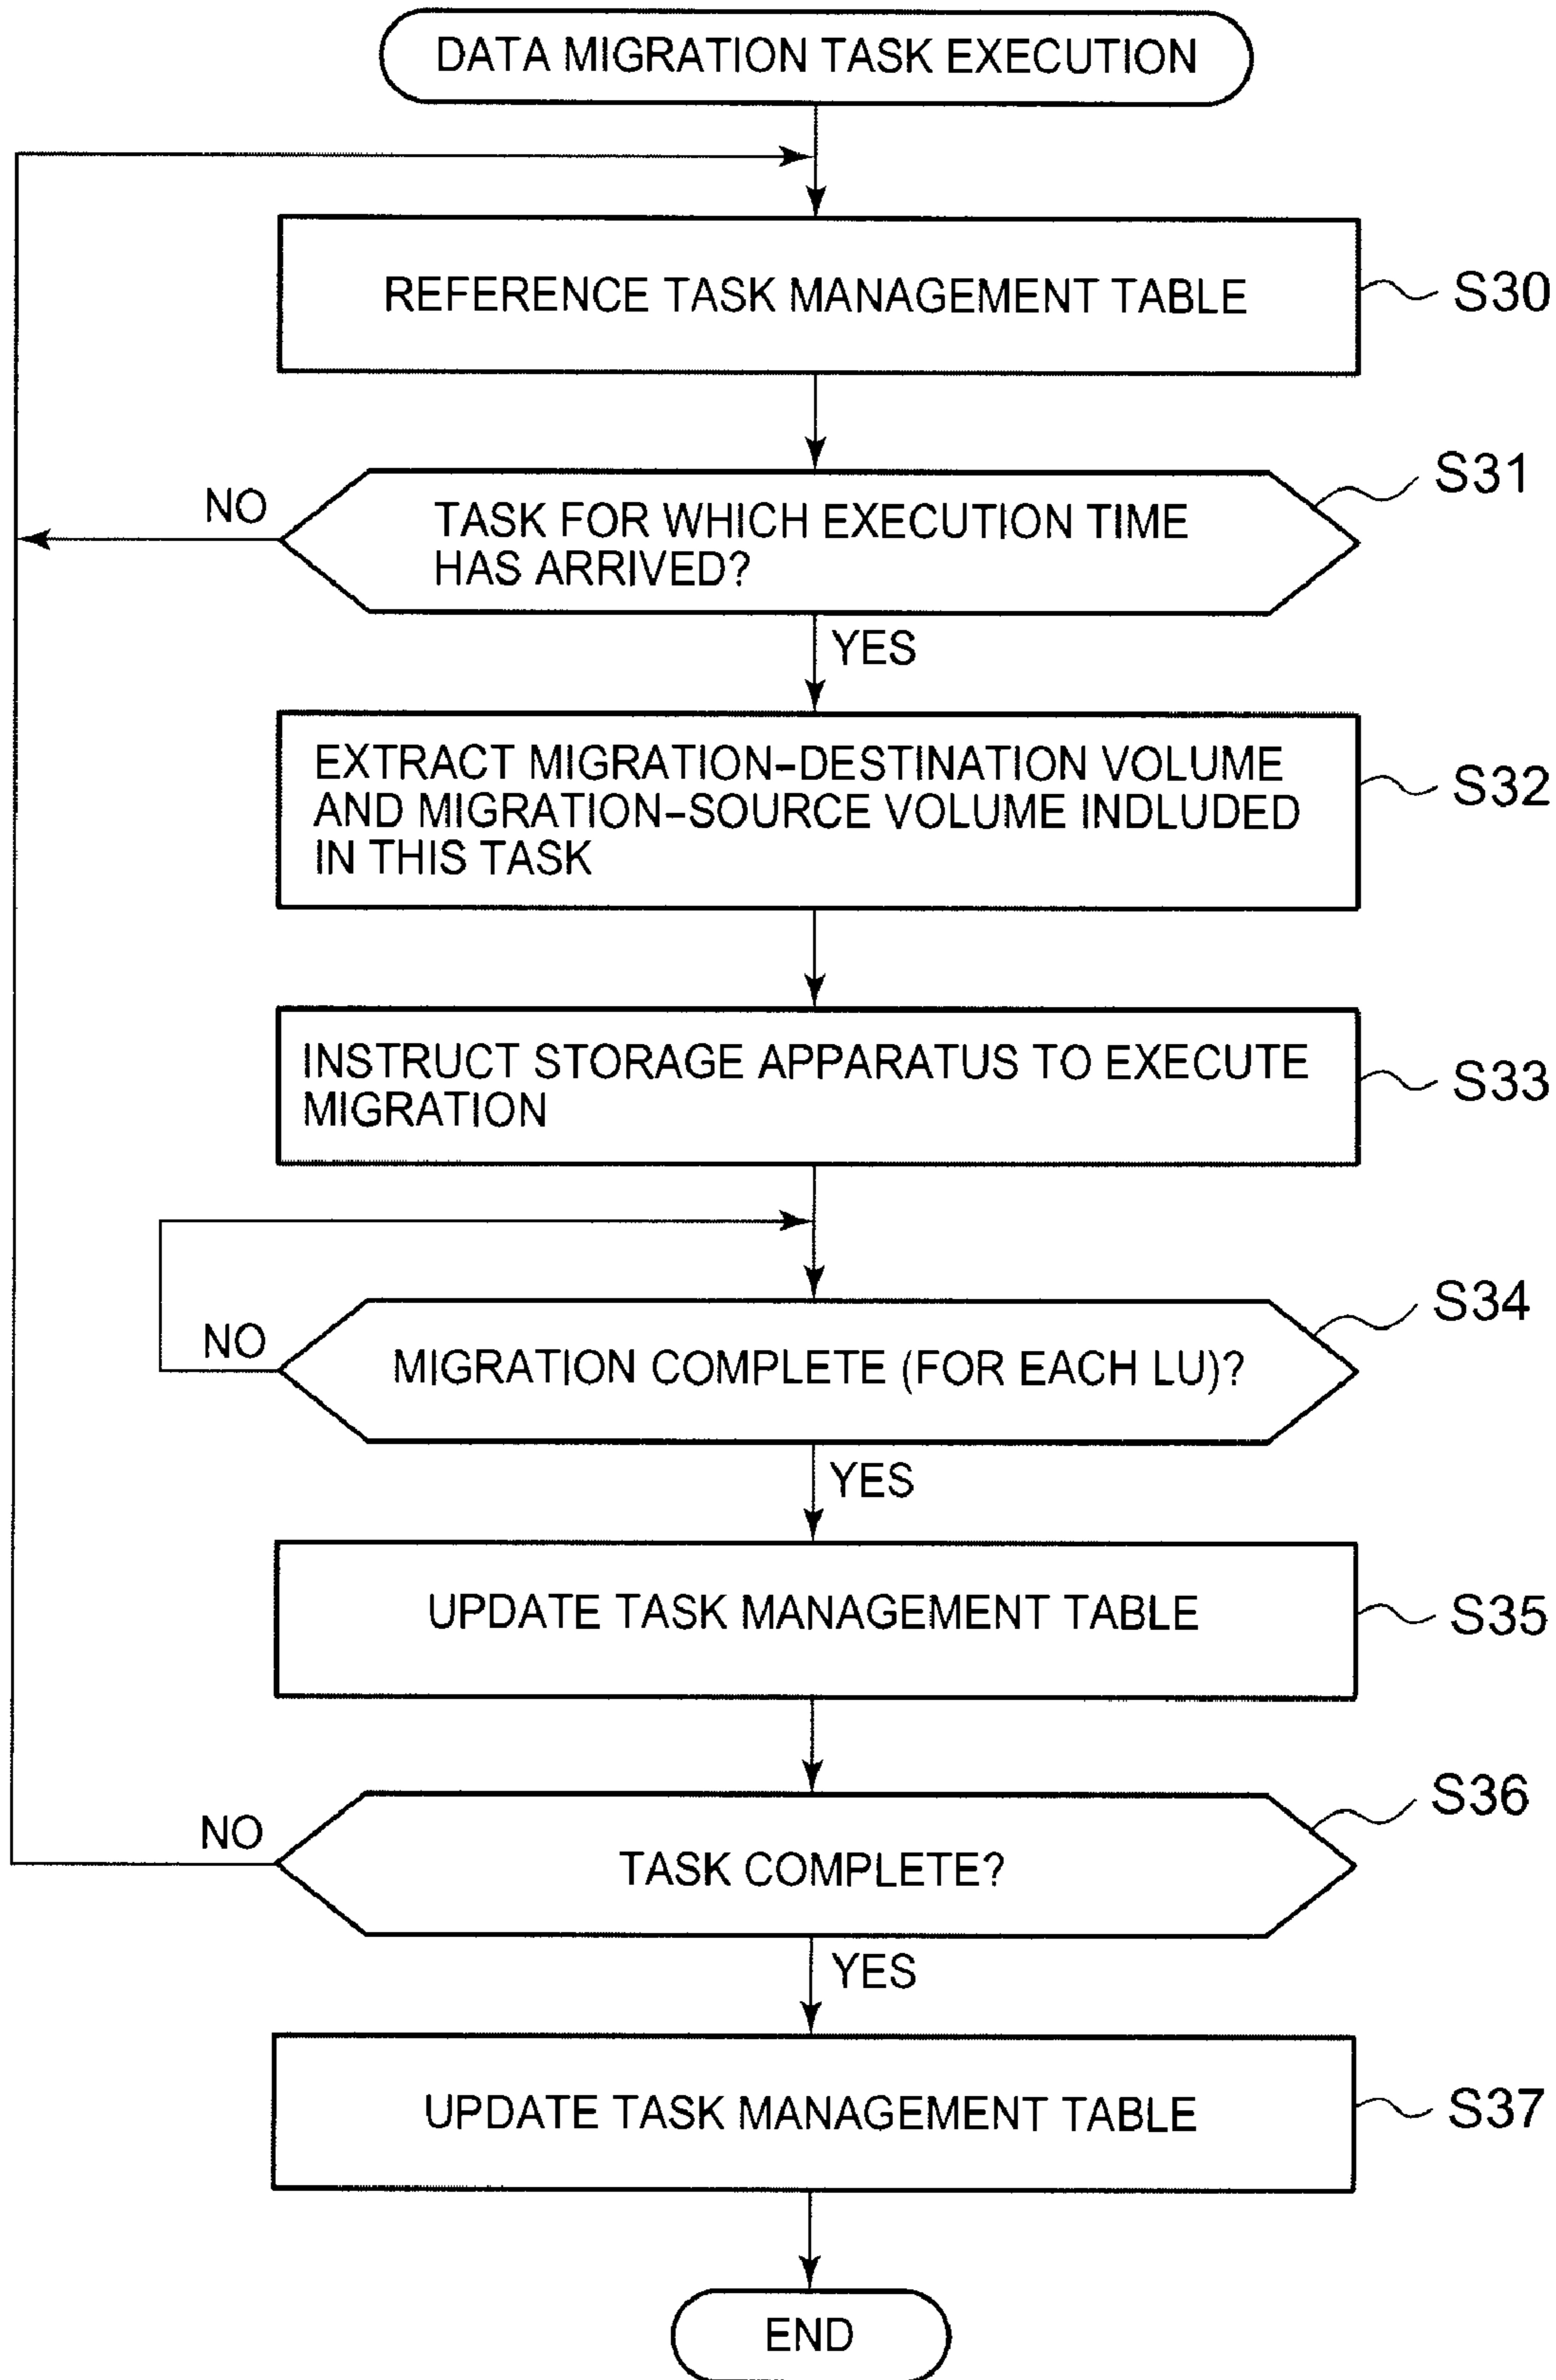 DATA MIGRATION TASK EXECUTION
REFERENCE TASK MANAGEMENT TABLE
S30
TASK FOR WHICH EXECUTION TIME
HAS ARRIVED?
S31
NO
YES
EXTRACT MIGRATION-DESTINATION VOLUME
AND MIGRATION-SOURCE VOLUME INDLUDED
IN THIS TASK
S32
INSTRUCT STORAGE APPARATUS TO EXECUTE
MIGRATION
S33
MIGRATION COMPLETE (FOR EACH LU)?
S34
NO
YES
UPDATE TASK MANAGEMENT TABLE
S35
TASK COMPLETE?
S36
NO
YES
UPDATE TASK MANAGEMENT TABLE
S37
END